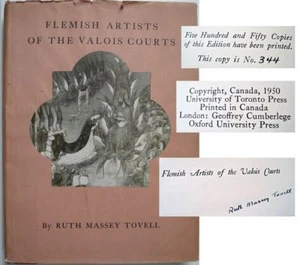 FLEMISH ARTISTS
OF THE VALOIS COURTS
By RUTH MASSEY TOVELL
Five Hundred and Fifty Copies
of this Edition have been printed.
This copy is No. 344
Copyright, Canada, 1950
University of Toronto Press
Printed in Canada
London: Geoffrey Cumberlege
Oxford University Press
Flemish Artists of the Valois Courts
Ruth Massey Tovell